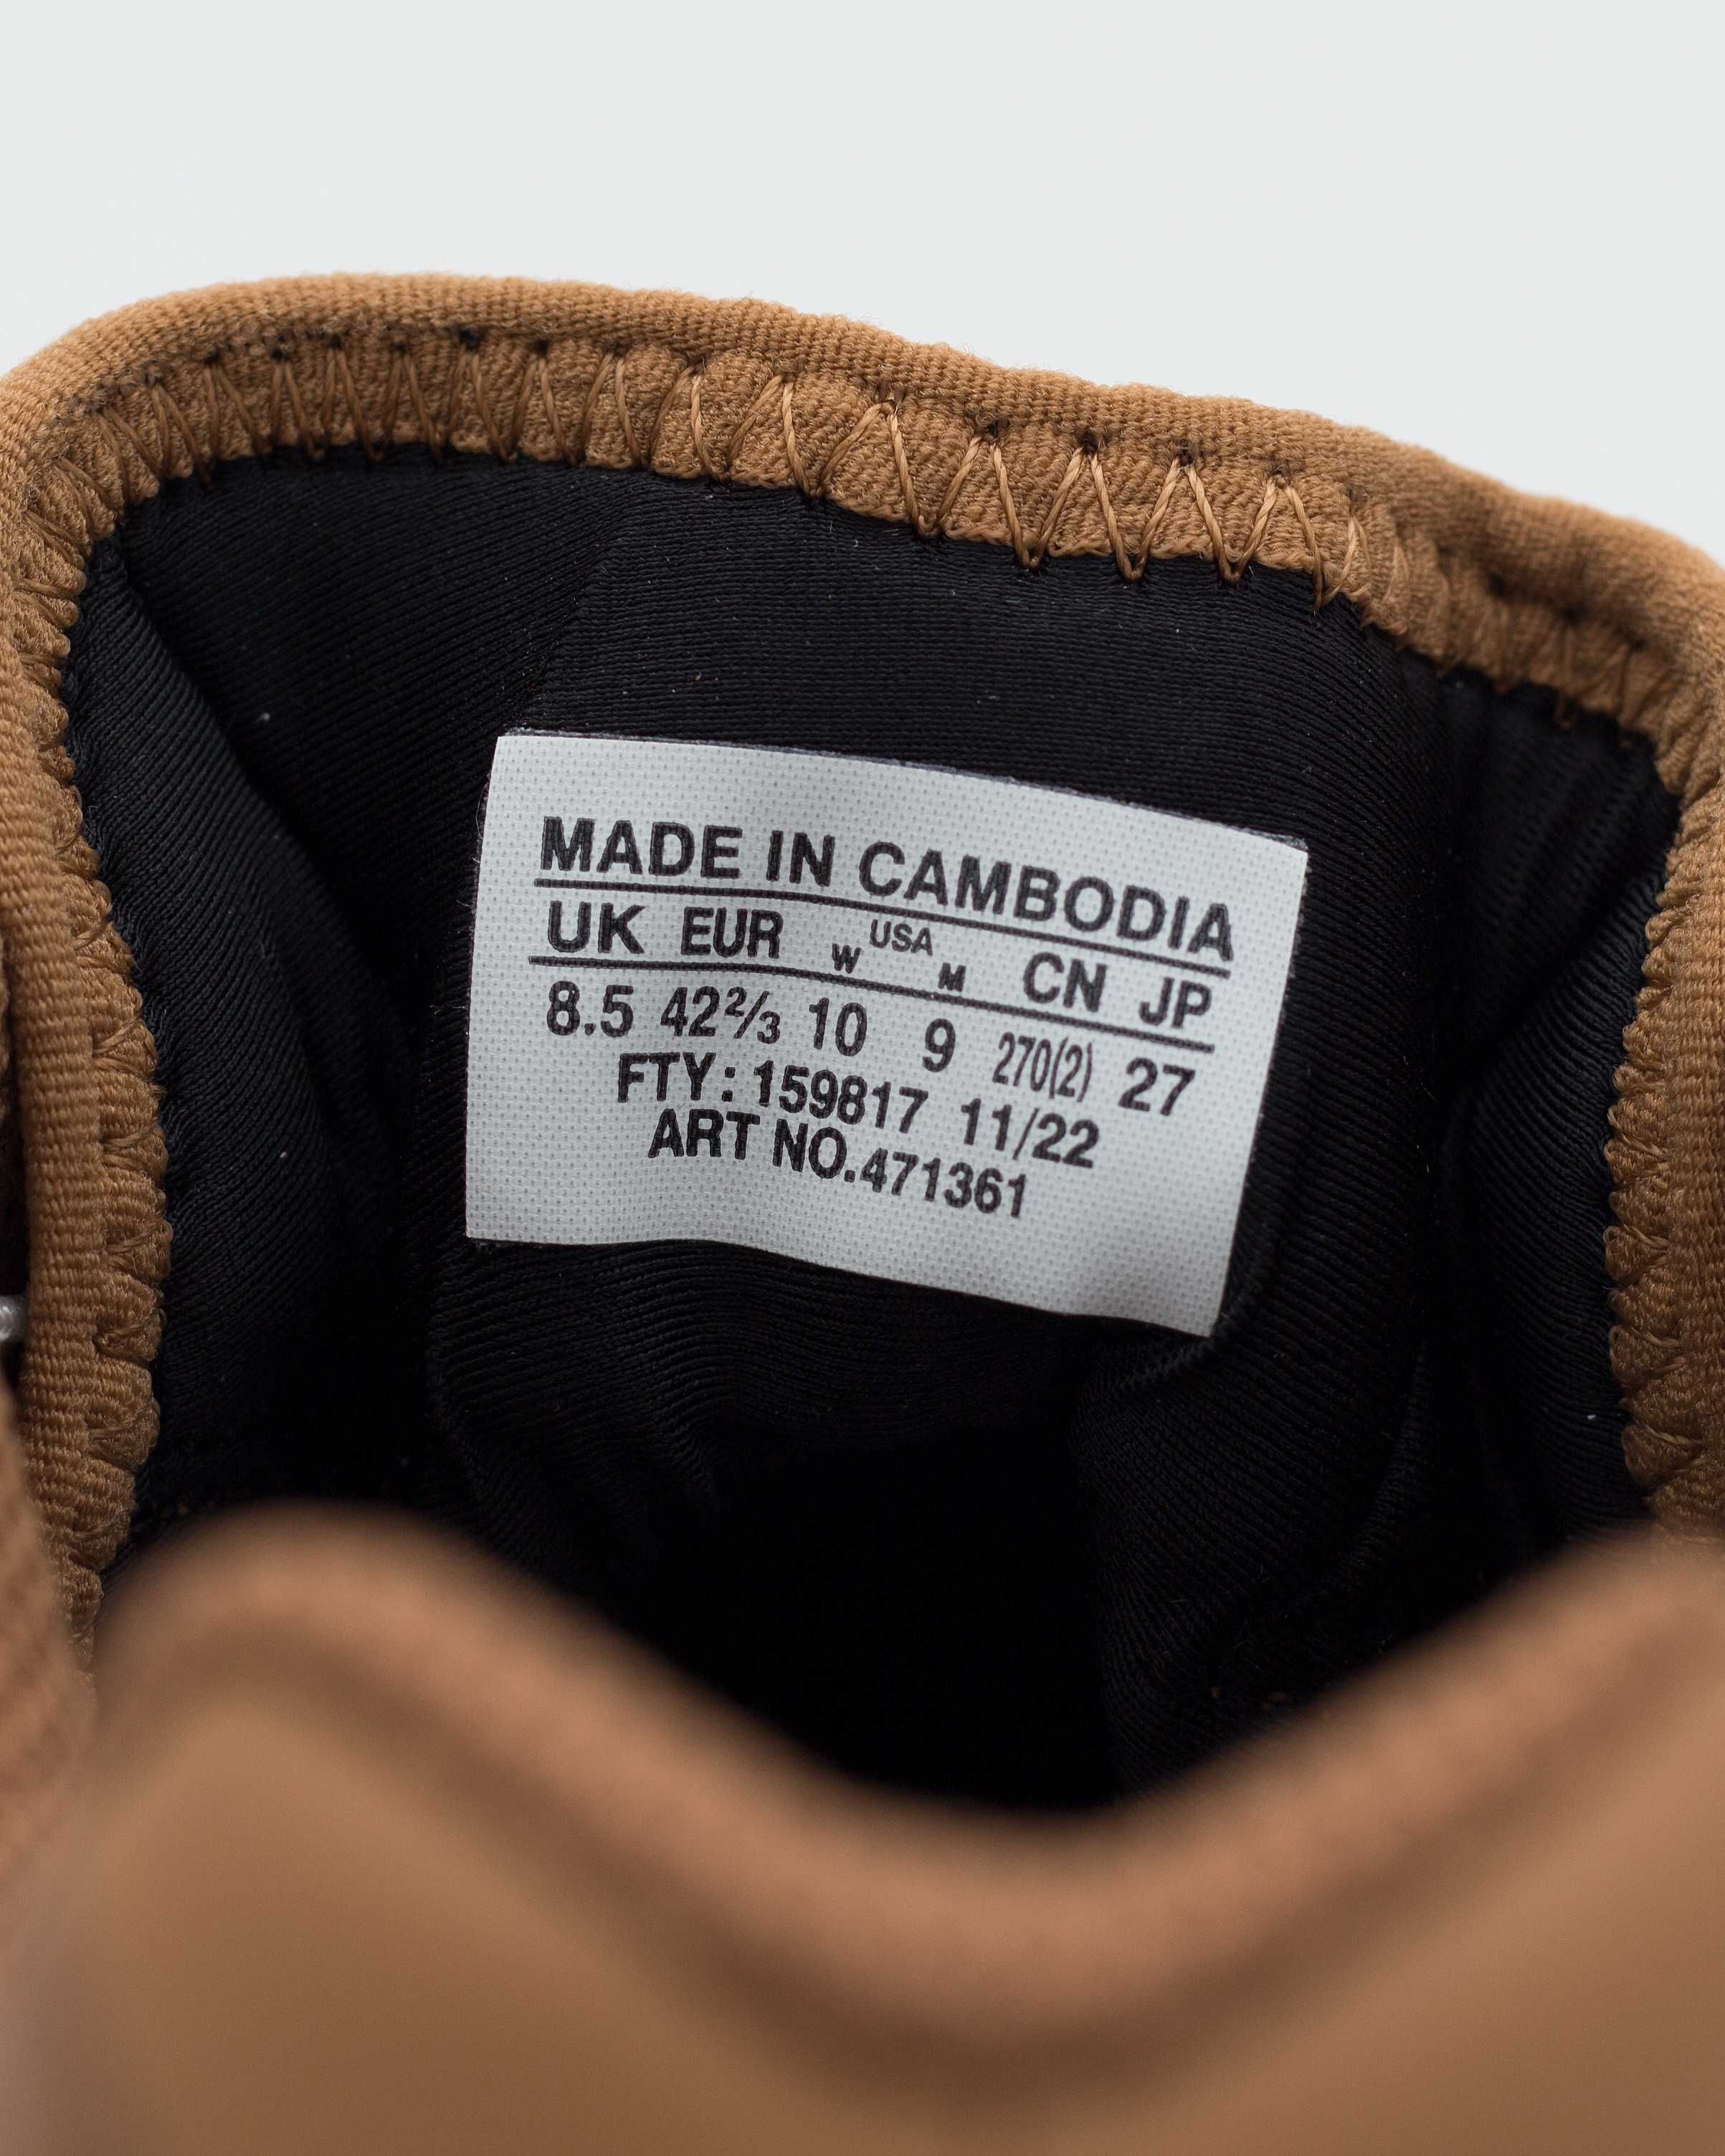 MADE IN CAMBODIA
UK EUR W USA M CN JP
8.5 42⅔ 10 9 270(2) 27
FTY: 159817 11/22
ART NO.471361